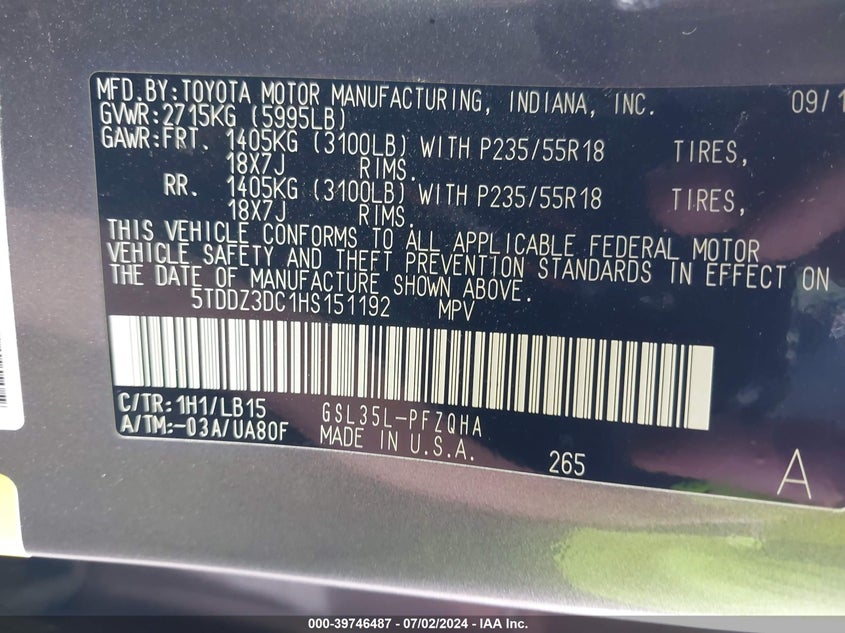 MFD.BY:TOYOTA MOTOR MANUFACTURING, INDIANA, INC. 09/1
GVWR:2715KG (5995LB)
GAWR:FRT. 1405KG (3100LB) WITH P235/55R18 TIRES,
18X7J RIMS.
RR. 1405KG (3100LB) WITH P235/55R18 TIRES,
18X7J RIMS.
THIS VEHICLE CONFORMS TO ALL APPLICABLE FEDERAL MOTOR
VEHICLE SAFETY AND THEFT PREVENTION STANDARDS IN EFFECT ON
THE DATE OF MANUFACTURE SHOWN ABOVE.
5TDDZ3DC1HS151192 MPV
C/TR:1H1/LB15 GSL35L-PFZQHA
A/TM:-03A/UA80F MADE IN U.S.A.
265 A
000-39746487 - 07/02/2024 - IAA Inc.